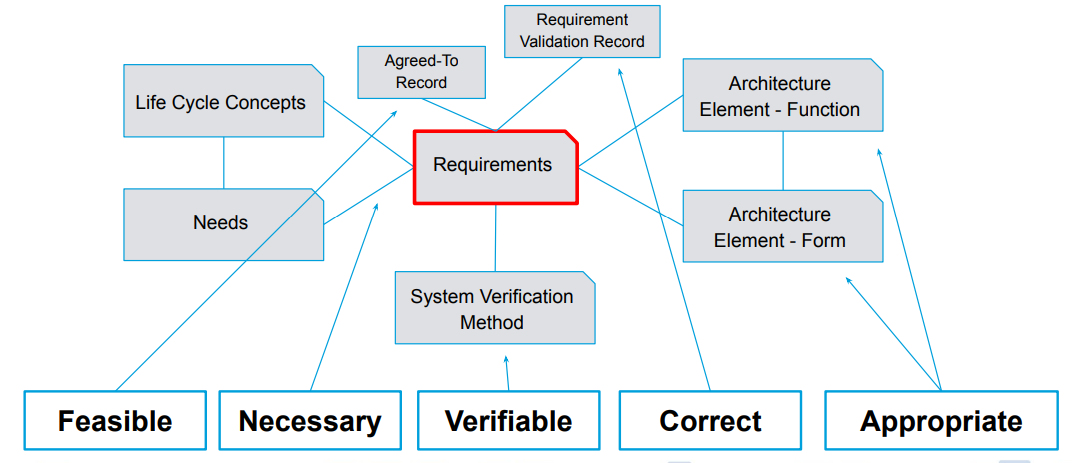 Requirement
Validation Record
Agreed-To
Record
Life Cycle Concepts
Architecture
Element - Function
Requirements
Needs
Architecture
Element - Form
System Verification
Method
Feasible
Necessary
Verifiable
Correct
Appropriate